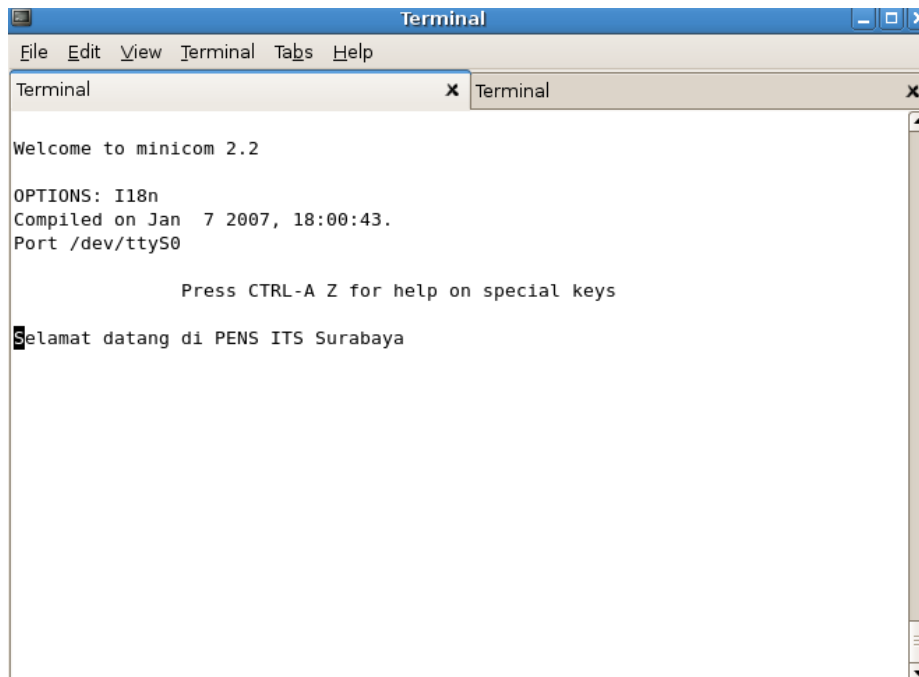 Terminal
File Edit View Terminal Tabs Help
Terminal Terminal
Welcome to minicom 2.2
OPTIONS: I18n
Compiled on Jan  7 2007, 18:00:43.
Port /dev/ttyS0
Press CTRL-A Z for help on special keys
Selamat datang di PENS ITS Surabaya